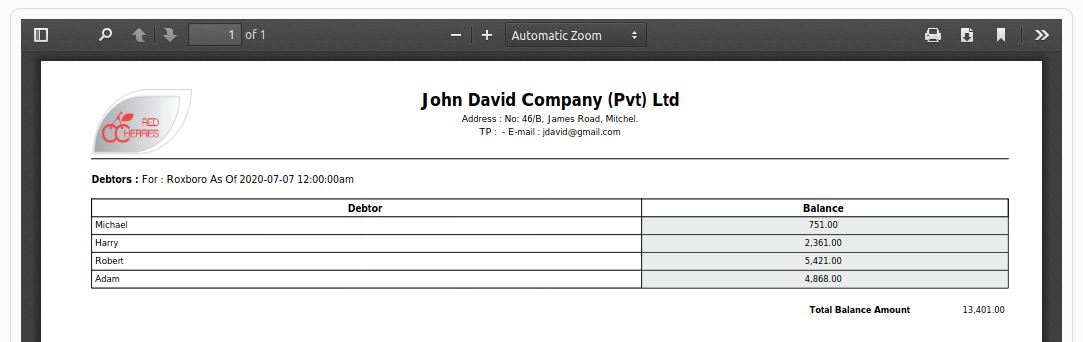 1 of 1
Automatic Zoom
RED
CHERRIES
John David Company (Pvt) Ltd
Address : No: 46/B, James Road, Mitchel.
TP : - E-mail : jdavid@gmail.com
Debtors : For : Roxboro As Of 2020-07-07 12:00:00am
Debtor Balance
Michael 751.00
Harry 2,361.00
Robert 5,421.00
Adam 4,868.00
Total Balance Amount 13,401.00